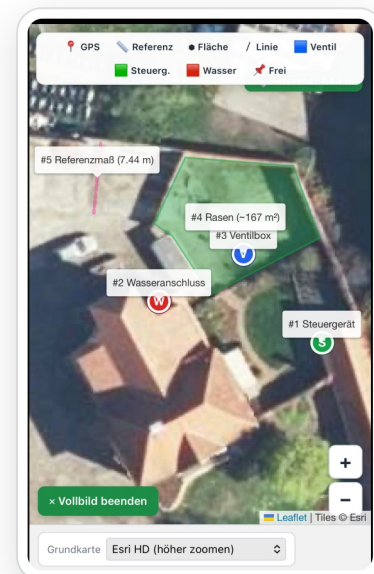 GPS Referenz Fläche Linie Ventil
Steuerg. Wasser Frei
#5 Referenzmaß (7.44 m)
#4 Rasen (~167 m²)
#3 Ventilbox
V
#2 Wasseranschluss
W
#1 Steuergerät
S
+
× Vollbild beenden
−
Leaflet | Tiles © Esri
Grundkarte Esri HD (höher zoomen)